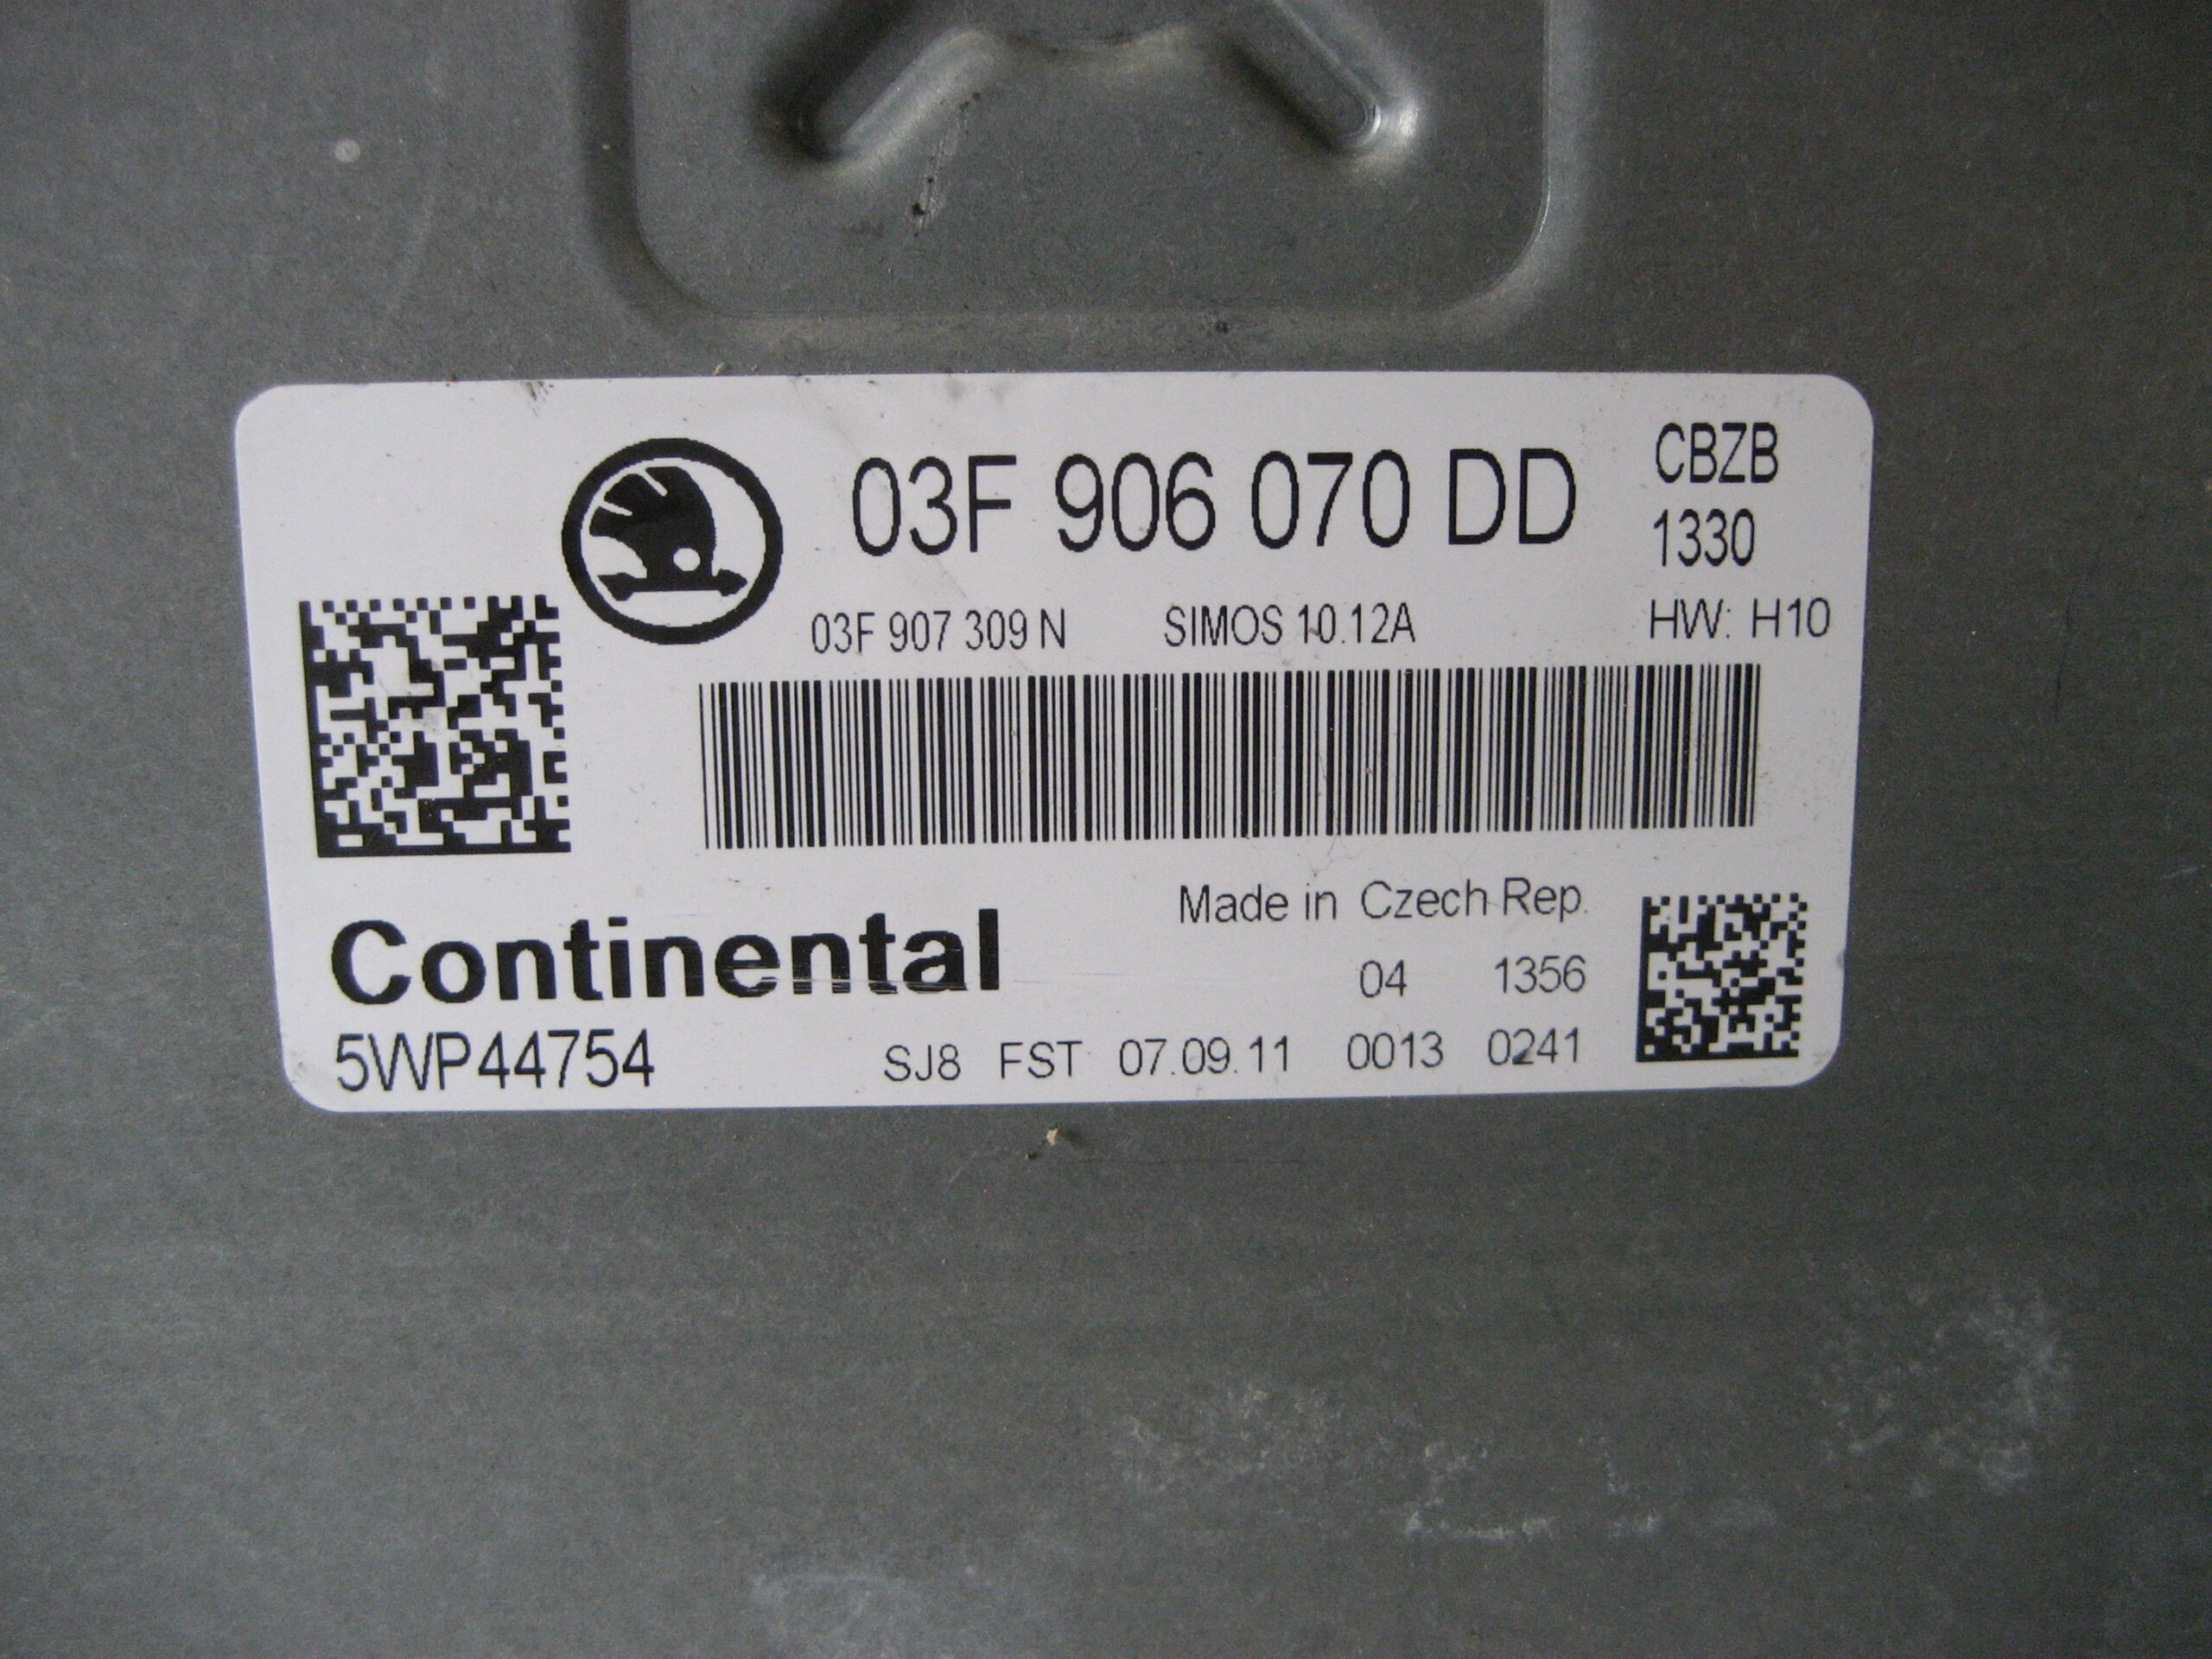 03F 906 070 DD
CBZB
1330
03F 907 309 N SIMOS 10.12A HW: H10
Made in Czech Rep.
Continental
04 1356
5WP44754 SJ8 FST 07.09.11 0013 0241